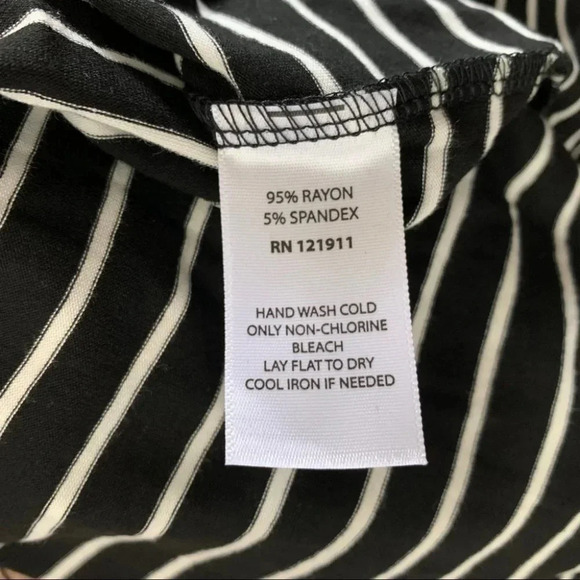 95% RAYON
5% SPANDEX
RN 121911
HAND WASH COLD
ONLY NON-CHLORINE
BLEACH
LAY FLAT TO DRY
COOL IRON IF NEEDED